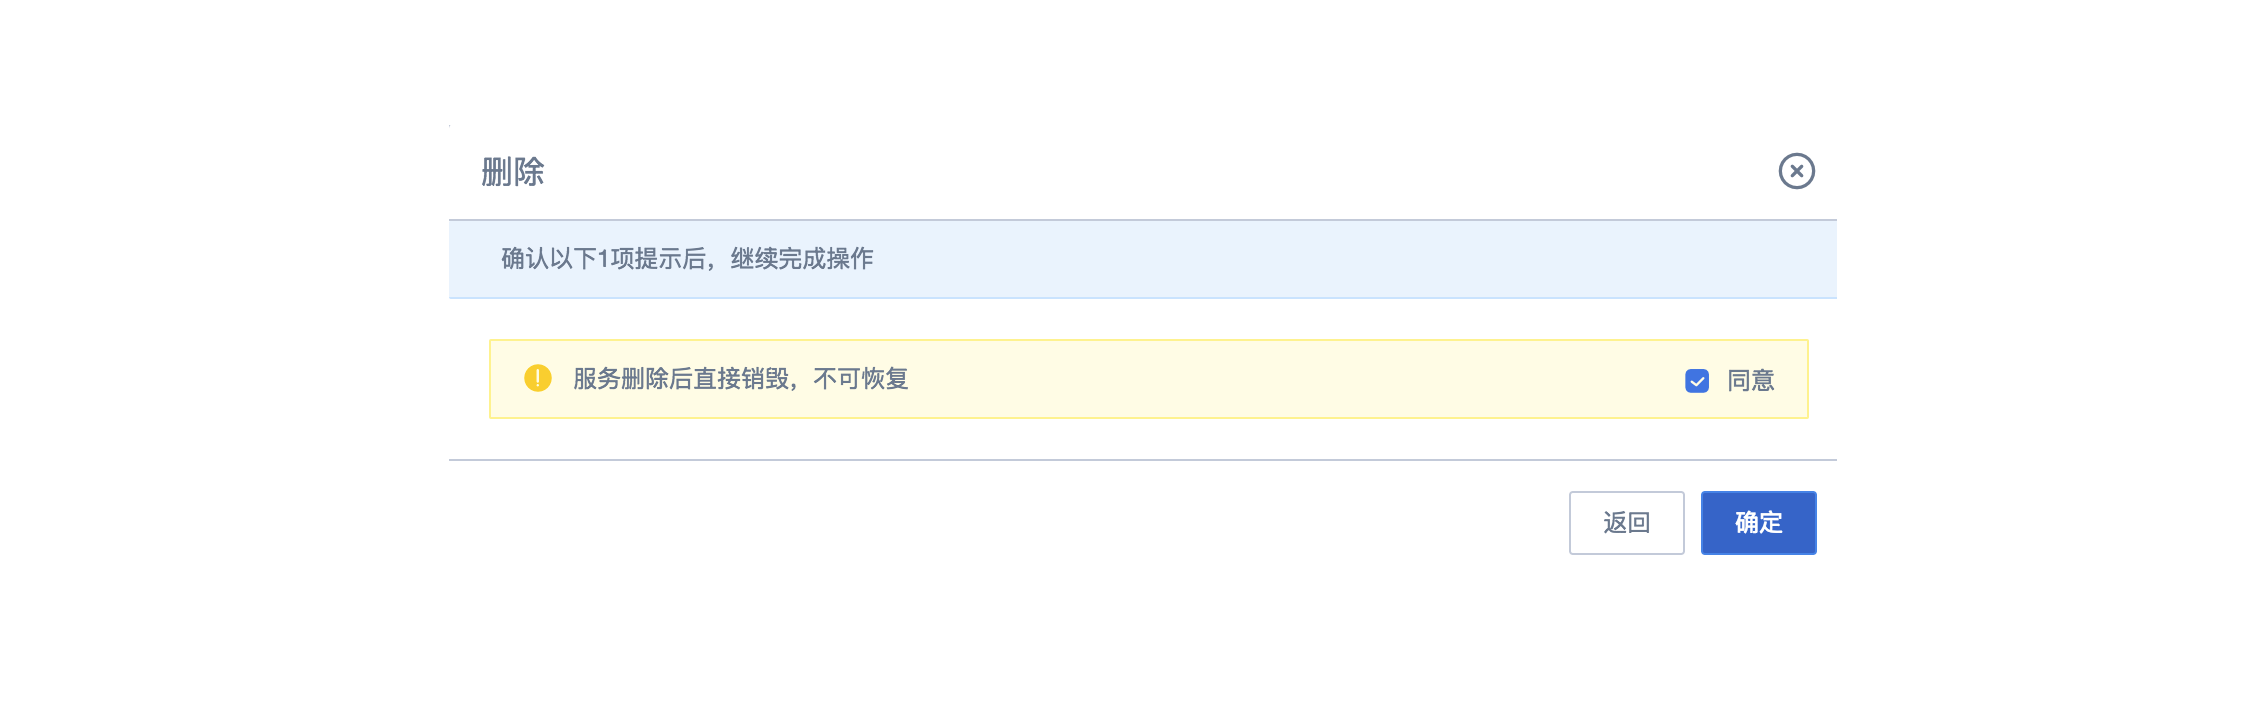 删除
确认以下1项提示后，继续完成操作
服务删除后直接销毁，不可恢复
同意
返回
确定